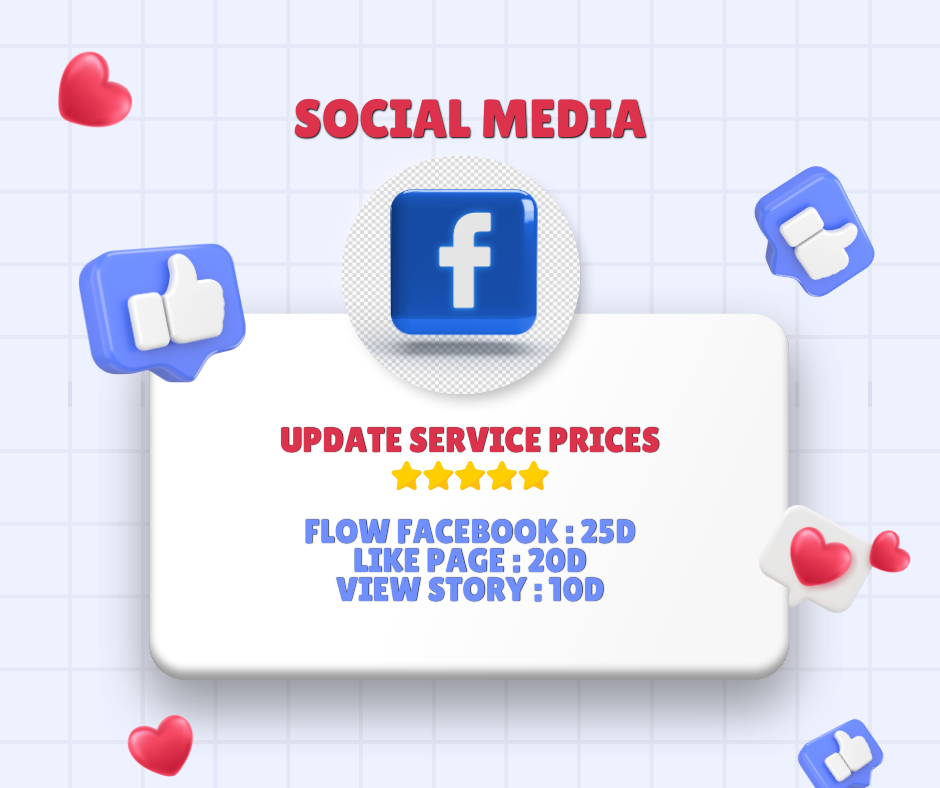 SOCIAL MEDIA
f
UPDATE SERVICE PRICES
FLOW FACEBOOK : 25D
LIKE PAGE : 20D
VIEW STORY : 10D